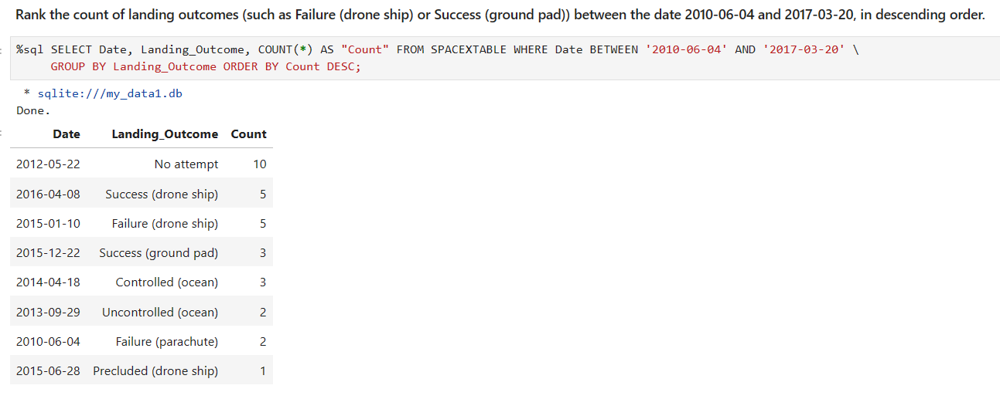 Rank the count of landing outcomes (such as Failure (drone ship) or Success (ground pad)) between the date 2010-06-04 and 2017-03-20, in descending order.
%sql SELECT Date, Landing_Outcome, COUNT(*) AS "Count" FROM SPACEXTABLE WHERE Date BETWEEN '2010-06-04' AND '2017-03-20' \
GROUP BY Landing_Outcome ORDER BY Count DESC;
* sqlite:///my_data1.db
Done.
Date Landing_Outcome Count
2012-05-22 No attempt 10
2016-04-08 Success (drone ship) 5
2015-01-10 Failure (drone ship) 5
2015-12-22 Success (ground pad) 3
2014-04-18 Controlled (ocean) 3
2013-09-29 Uncontrolled (ocean) 2
2010-06-04 Failure (parachute) 2
2015-06-28 Precluded (drone ship) 1